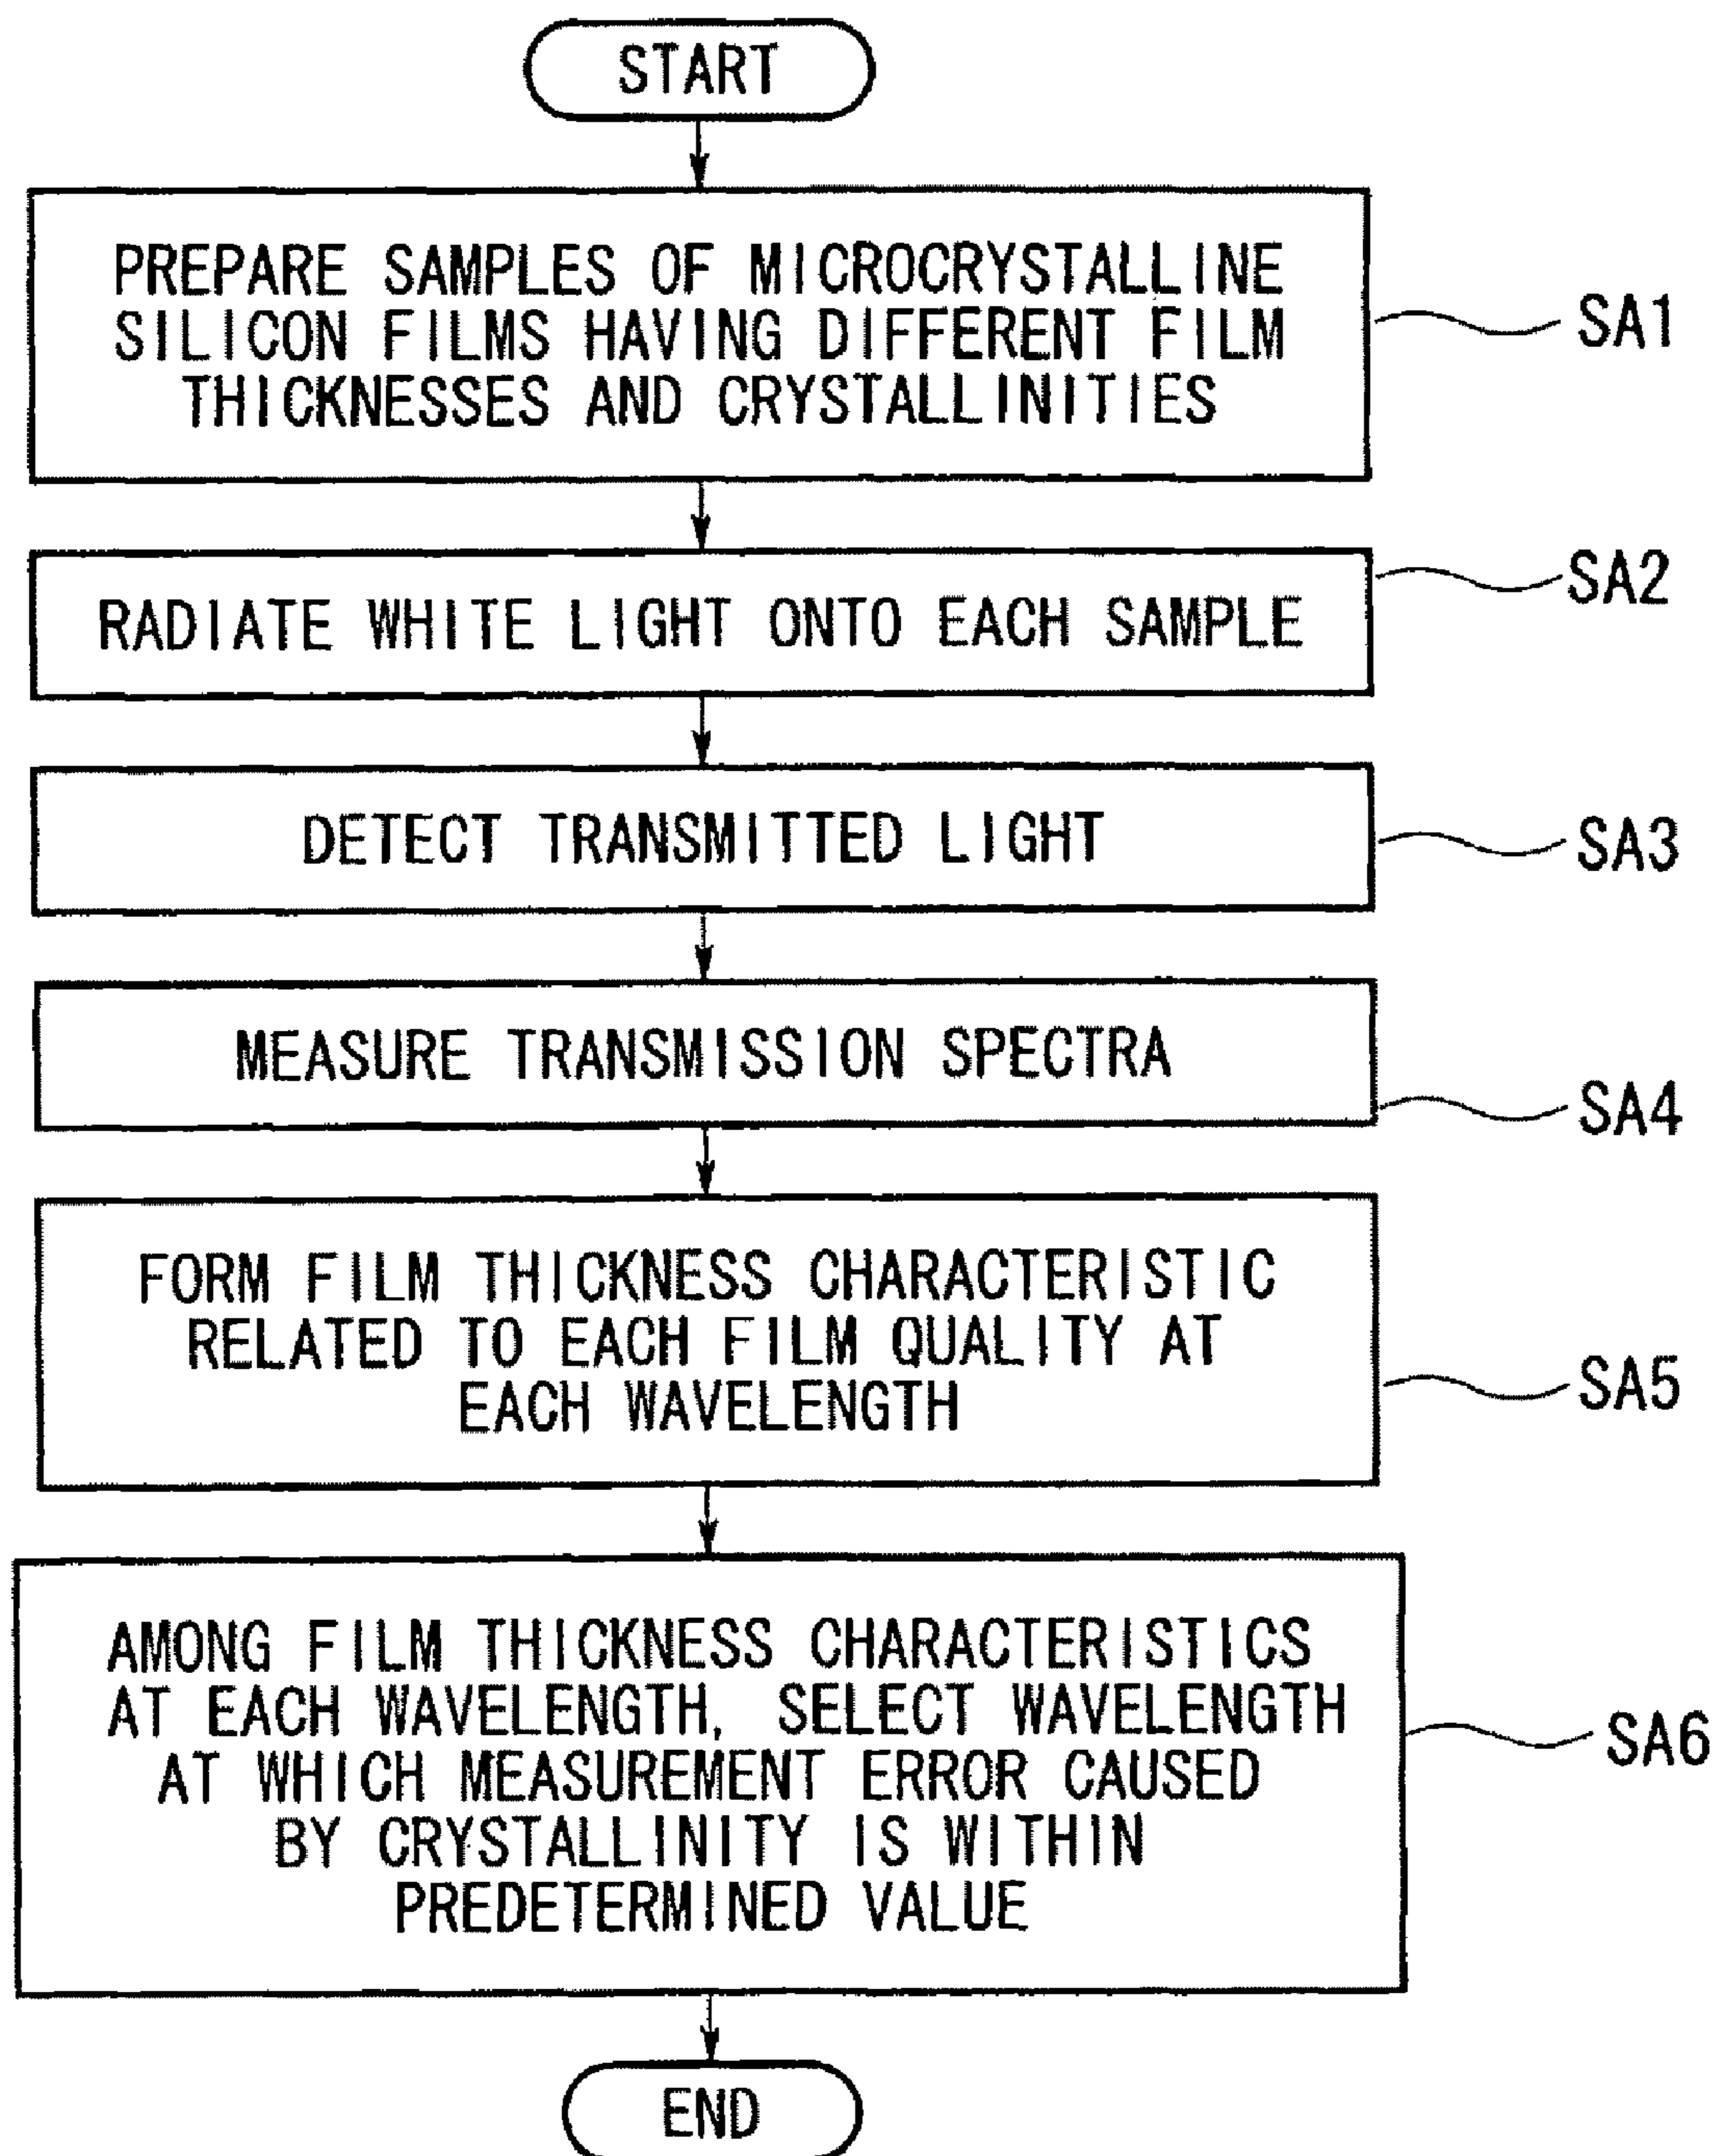 START
PREPARE SAMPLES OF MICROCRYSTALLINE
SILICON FILMS HAVING DIFFERENT FILM
THICKNESSES AND CRYSTALLINITIES
SA1
RADIATE WHITE LIGHT ONTO EACH SAMPLE
SA2
DETECT TRANSMITTED LIGHT
SA3
MEASURE TRANSMISSION SPECTRA
SA4
FORM FILM THICKNESS CHARACTERISTIC
RELATED TO EACH FILM QUALITY AT
EACH WAVELENGTH
SA5
AMONG FILM THICKNESS CHARACTERISTICS
AT EACH WAVELENGTH, SELECT WAVELENGTH
AT WHICH MEASUREMENT ERROR CAUSED
BY CRYSTALLINITY IS WITHIN
PREDETERMINED VALUE
SA6
END